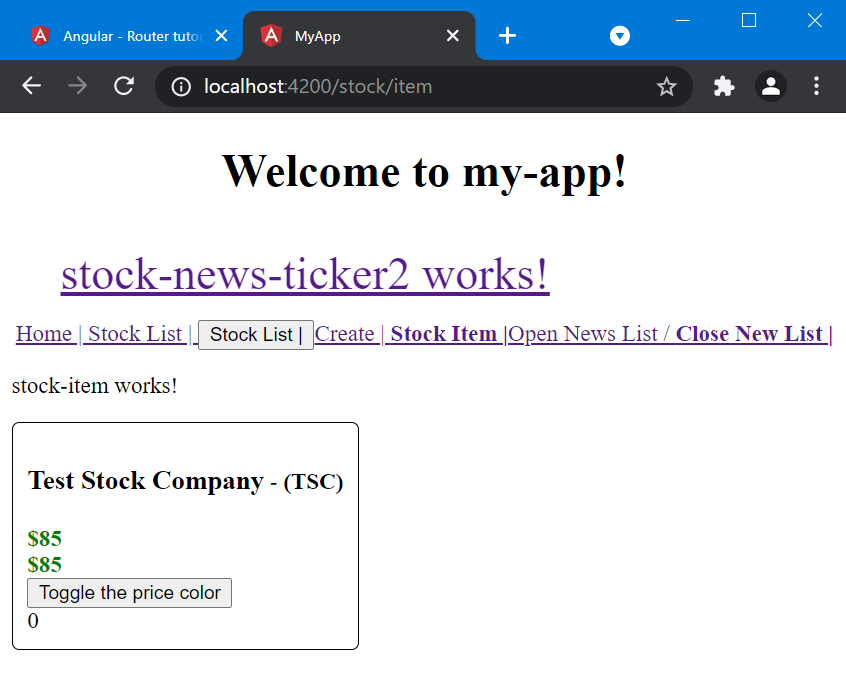 Angular - Router tuto
MyApp
localhost:4200/stock/item
Welcome to my-app!
stock-news-ticker2 works!
Home | Stock List | Stock List | Create | Stock Item |Open News List / Close New List |
stock-item works!
Test Stock Company - (TSC)
$85
$85
Toggle the price color
0